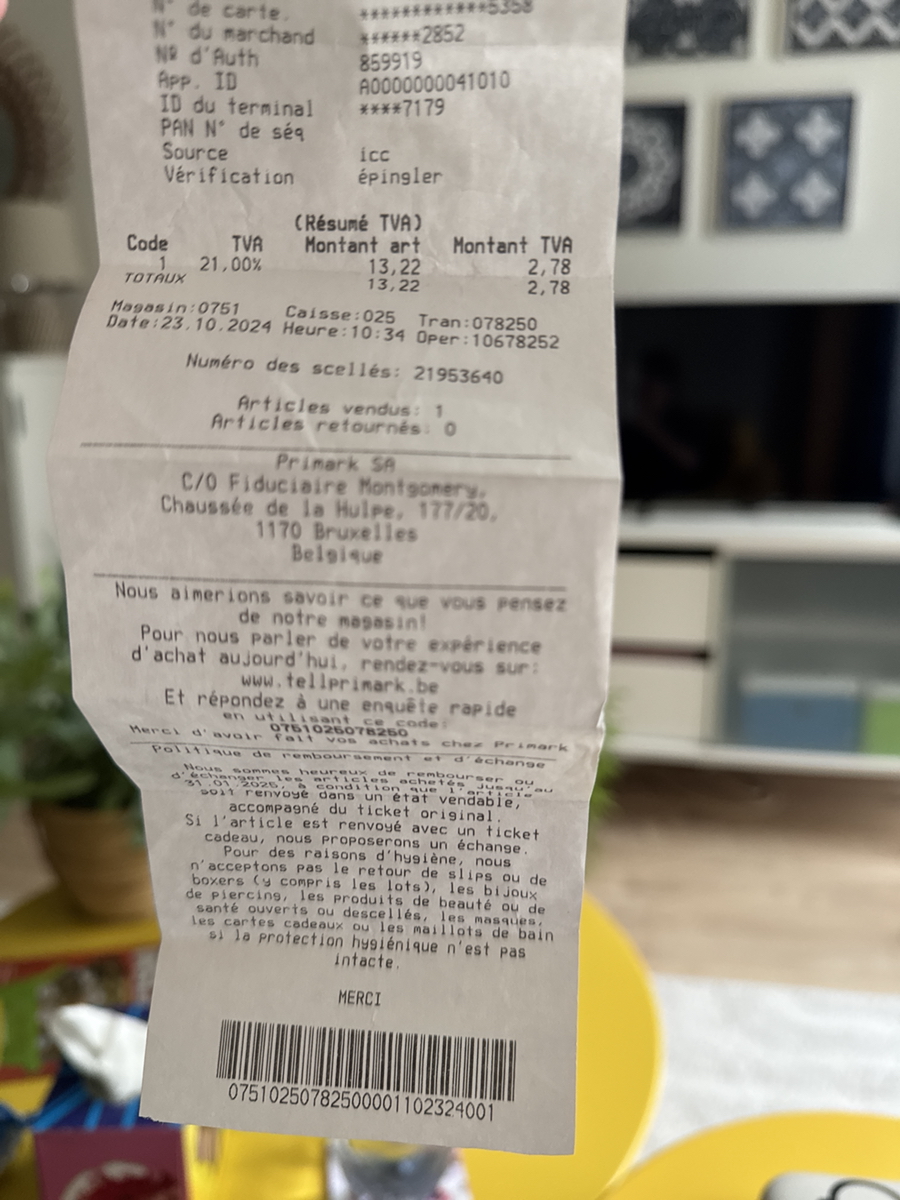 N° de carte. ************5358
N° du marchand ******2852
Nº d'Auth 859919
App. ID A0000000041010
ID du terminal ****7179
PAN N° de séq
Source icc
Vérification épingler
(Résumé TVA)
Code TVA Montant art Montant TVA
1 21,00% 13,22 2,78
TOTAUX 13,22 2,78
Magasin:0751 Caisse:025 Tran:078250
Date:23.10.2024 Heure:10:34 Oper:10678252
Numéro des scellés: 21953640
Articles vendus: 1
Articles retournés: 0
Primark SA
C/O Fiduciaire Montgomery,
Chaussée de la Hulpe, 177/20,
1170 Bruxelles
Belgique
Nous aimerions savoir ce que vous pensez
de notre magasin!
Pour nous parler de votre expérience
d'achat aujourd'hui, rendez-vous sur:
www.tellprimark.be
Et répondez à une enquête rapide
en utilisant ce code:
0751025078250
Merci d'avoir fait vos achats chez Primark
Politique de remboursement et d'échange
Nous sommes heureux de rembourser ou
d'échanger les articles achetés jusqu'au
31.01.2025, à condition que l'article
soit renvoyé dans un état vendable,
accompagné du ticket original.
Si l'article est renvoyé avec un ticket
cadeau, nous proposerons un échange.
Pour des raisons d'hygiène, nous
n'acceptons pas le retour de slips ou de
boxers (y compris les lots), les bijoux
de piercing, les produits de beauté ou de
santé ouverts ou descellés, les masques,
les cartes cadeaux ou les maillots de bain
si la protection hygiénique n'est pas
intacte.
MERCI
07510250782500001102324001